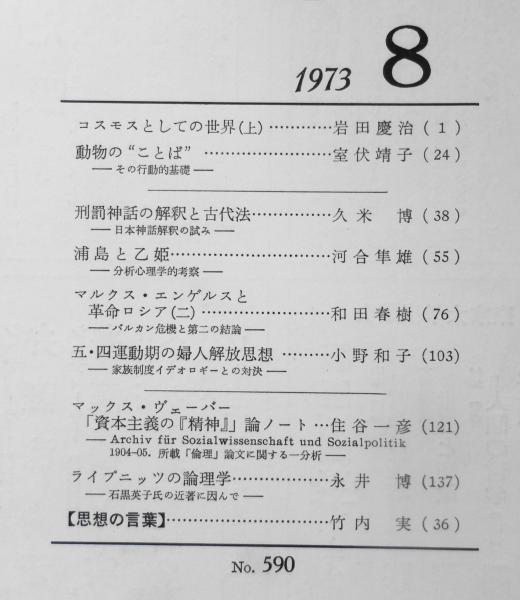 1973 8
コスモスとしての世界(上)…………岩田慶治(1)
動物の“ことば”……………………室伏靖子(24)
——その行動的基礎——
刑罰神話の解釈と古代法……………久米 博(38)
——日本神話解釈の試み——
浦島と乙姫……………………………河合隼雄(55)
——分析心理学的考察——
マルクス・エンゲルスと
革命ロシア(二)……………………和田春樹(76)
——バルカン危機と第二の結論——
五・四運動期の婦人解放思想………小野和子(103)
——家族制度イデオロギーとの対決——
マックス・ヴェーバー
「資本主義の『精神』」論ノート…住谷一彦(121)
——Archiv für Sozialwissenschaft und Sozialpolitik
1904-05. 所載「倫理」論文に関する一分析——
ライプニッツの論理学………………永井 博(137)
——石黒英子氏の近著に因んで——
【思想の言葉】…………………………竹内 実(36)
No. 590